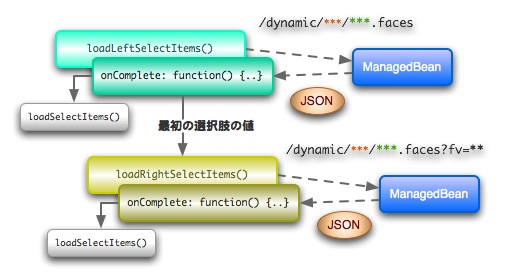 /dynamic/***/***.faces
loadLeftSelectItems()
ManagedBean
onComplete: function() {..}
JSON
loadSelectItems()
最初の選択肢の値
/dynamic/***/***.faces?fv=**
loadRightSelectItems()
ManagedBean
onComplete: function() {..}
JSON
loadSelectItems()